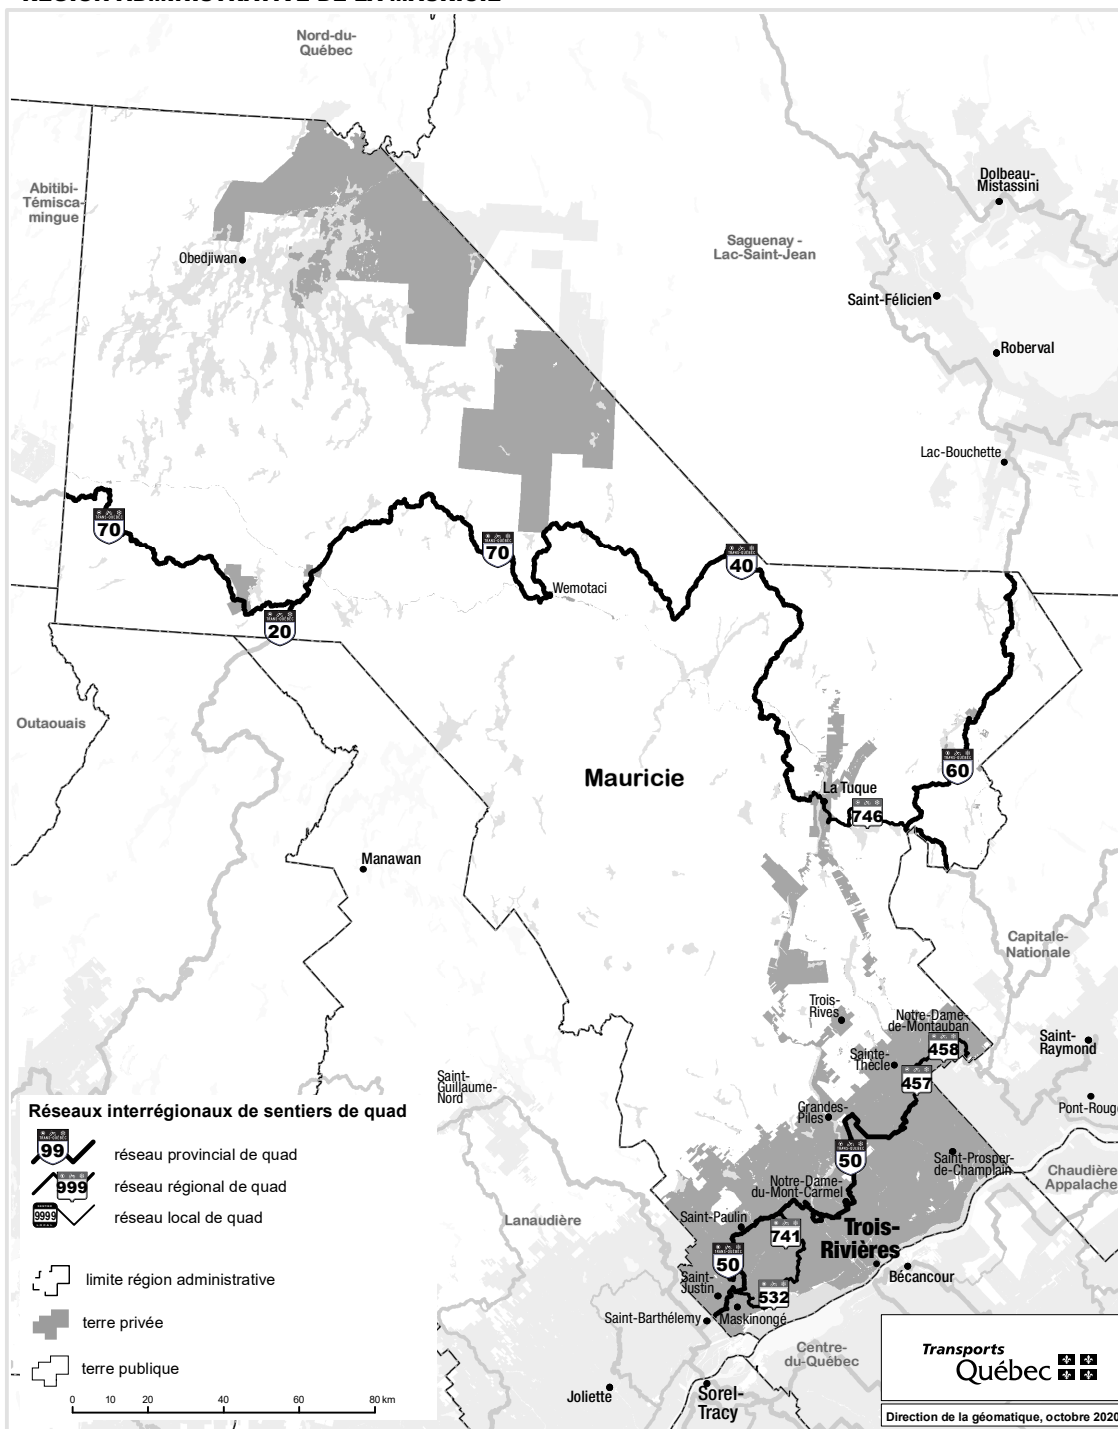 RÉGION ADMINISTRATIVE DE LA MAURICIE
Nord-du-
Québec
Abitibi-
Témisca-
mingue
Obedjiwan
Dolbeau-
Mistassini
Saguenay -
Lac-Saint-Jean
Saint-Félicien
Roberval
Lac-Bouchette
70
70
40
20
Wemotaci
Outaouais
Mauricie
60
La Tuque
746
Manawan
Capitale-
Nationale
Trois-
Rives
Notre-Dame-
de-Montauban
458
Saint-
Raymond
Sainte-
Thècle
457
Saint-
Guillaume-
Nord
Pont-Rouge
Grandes-
Piles
50
Saint-Prosper-
de-Champlain
Chaudière
Appalache
Notre-Dame-
du-Mont-Carmel
Lanaudière
Saint-Paulin
741
Trois-
Rivières
50
Saint-
Justin
532
Bécancour
Saint-Barthélemy
Maskinongé
Centre-
du-Québec
Joliette
Sorel-
Tracy
Réseaux interrégionaux de sentiers de quad
99
réseau provincial de quad
999
réseau régional de quad
9999
réseau local de quad
limite région administrative
terre privée
terre publique
0 10 20 40 60 80 km
Transports
Québec
Direction de la géomatique, octobre 2020